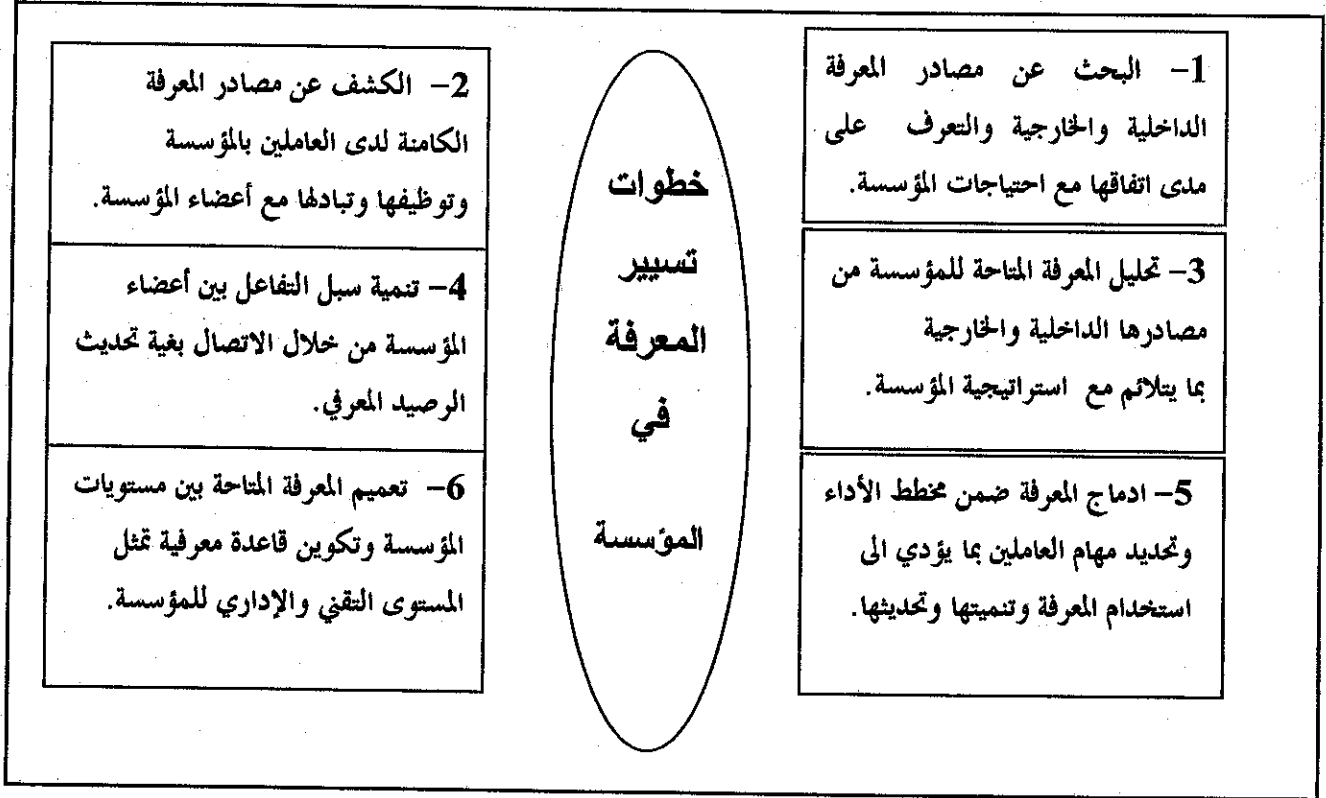 1- البحث عن مصادر المعرفة
الداخلية والخارجية والتعرف على
مدى اتفاقها مع احتياجات المؤسسة.
2- الكشف عن مصادر المعرفة
الكامنة لدى العاملين بالمؤسسة
وتوظيفها وتبادلها مع أعضاء المؤسسة.
خطوات
تسيير
المعرفة
في
المؤسسة
3- تحليل المعرفة المتاحة للمؤسسة من
مصادرها الداخلية والخارجية
بما يتلائم مع استراتيجية المؤسسة.
4- تنمية سبل التفاعل بين أعضاء
المؤسسة من خلال الاتصال بغية تحديث
الرصيد المعرفي.
5- ادماج المعرفة ضمن مخطط الأداء
وتحديد مهام العاملين بما يؤدي الى
استخدام المعرفة وتنميتها وتحديثها.
6- تعميم المعرفة المتاحة بين مستويات
المؤسسة وتكوين قاعدة معرفية تمثل
المستوى التقني والإداري للمؤسسة.